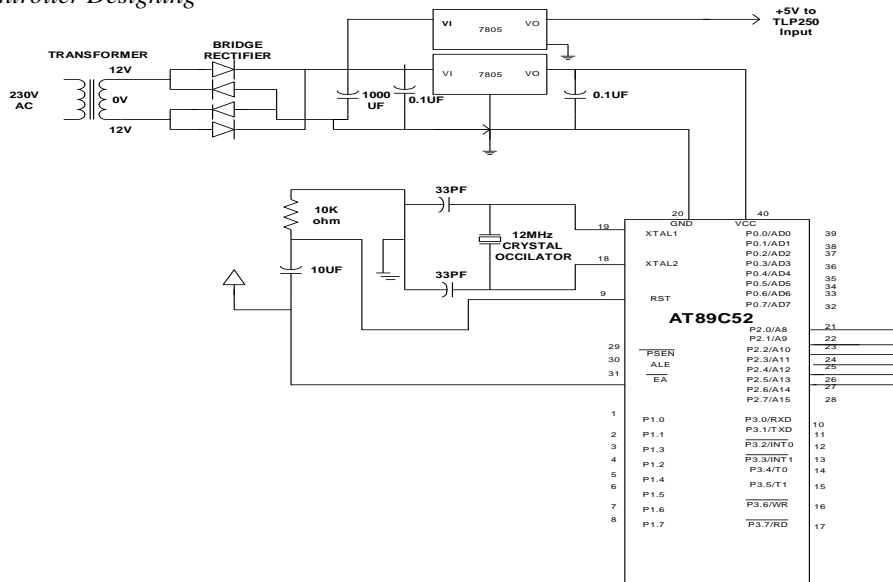 ntroller Designing
+5V to
TLP250
Input
VI
7805
VO
BRIDGE
RECTIFIER
TRANSFORMER
12V
230V
AC
0V
12V
VI
7805
VO
1000
UF
0.1UF
0.1UF
33PF
10K
ohm
12MHz
CRYSTAL
OCCILATOR
10UF
33PF
20
40
GND
VCC
19
XTAL1
18
XTAL2
9
RST
AT89C52
P0.0/AD0
39
P0.1/AD1
38
P0.2/AD2
37
P0.3/AD3
36
P0.4/AD4
35
P0.5/AD5
34
P0.6/AD6
33
P0.7/AD7
32
P2.0/A8
21
P2.1/A9
22
P2.2/A10
23
P2.3/A11
24
P2.4/A12
25
P2.5/A13
26
P2.6/A14
27
P2.7/A15
28
29
PSEN
30
ALE
31
EA
1
P1.0
2
P1.1
3
P1.3
4
P1.2
5
P1.4
6
P1.5
7
P1.6
8
P1.7
P3.0/RXD
10
P3.1/TXD
11
P3.2/INT0
12
P3.3/INT1
13
P3.4/T0
14
P3.5/T1
15
P3.6/WR
16
P3.7/RD
17